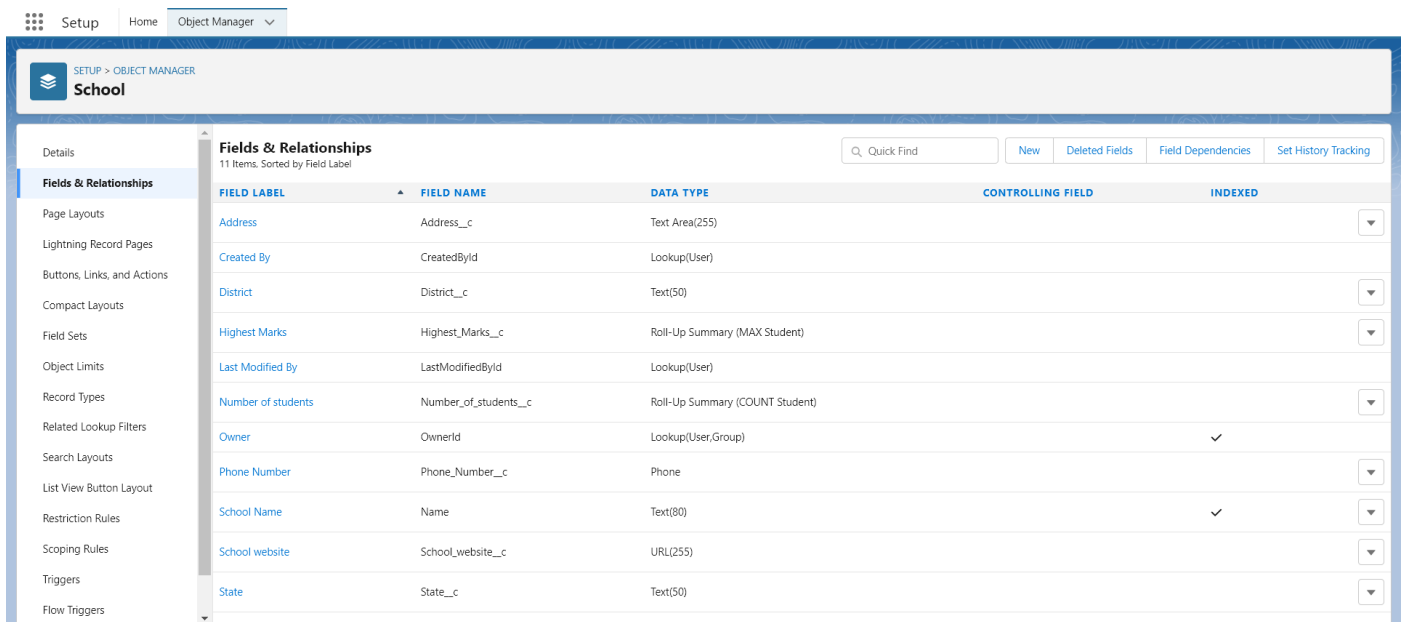 Setup Home Object Manager
SETUP > OBJECT MANAGER
School
Details
Fields & Relationships
Page Layouts
Lightning Record Pages
Buttons, Links, and Actions
Compact Layouts
Field Sets
Object Limits
Record Types
Related Lookup Filters
Search Layouts
List View Button Layout
Restriction Rules
Scoping Rules
Triggers
Flow Triggers
Fields & Relationships
11 Items, Sorted by Field Label
Quick Find New Deleted Fields Field Dependencies Set History Tracking
FIELD LABEL FIELD NAME DATA TYPE CONTROLLING FIELD INDEXED
Address Address__c Text Area(255)
Created By CreatedById Lookup(User)
District District__c Text(50)
Highest Marks Highest_Marks__c Roll-Up Summary (MAX Student)
Last Modified By LastModifiedById Lookup(User)
Number of students Number_of_students__c Roll-Up Summary (COUNT Student)
Owner OwnerId Lookup(User,Group)
Phone Number Phone_Number__c Phone
School Name Name Text(80)
School website School_website__c URL(255)
State State__c Text(50)